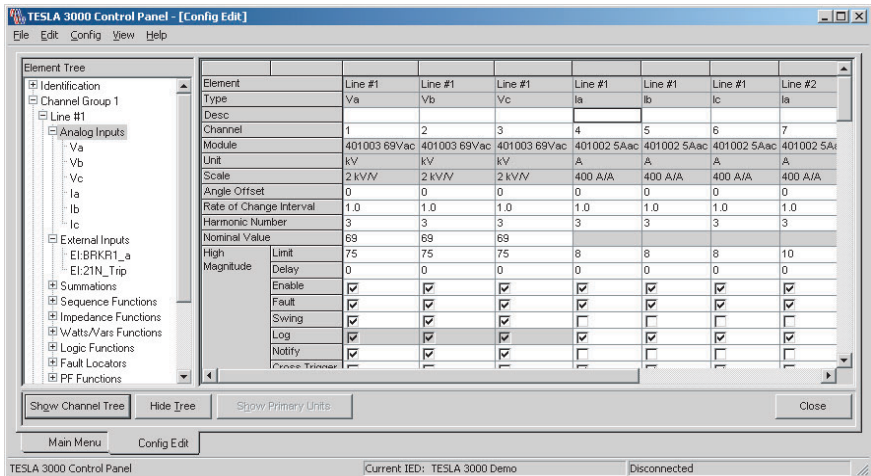 TESLA 3000 Control Panel - [Config Edit]
File Edit Config View Help
Element Tree
Identification
Channel Group 1
Line #1
Analog Inputs
Va
Vb
Vc
Ia
Ib
Ic
External Inputs
EI:BRKR1_a
EI:21N_Trip
Summations
Sequence Functions
Impedance Functions
Watts/Vars Functions
Logic Functions
Fault Locators
PF Functions
Element Line #1 Line #1 Line #1 Line #1 Line #1 Line #1 Line #2
Type Va Vb Vc Ia Ib Ic Ia
Desc
Channel 1 2 3 4 5 6 7
Module 401003 69Vac 401003 69Vac 401003 69Vac 401002 5Aac 401002 5Aac 401002 5Aac 401002 5Aa
Unit kV kV kV A A A A
Scale 2 kV/V 2 kV/V 2 kV/V 400 A/A 400 A/A 400 A/A 400 A/A
Angle Offset 0 0 0 0 0 0 0
Rate of Change Interval 1.0 1.0 1.0 1.0 1.0 1.0 1.0
Harmonic Number 3 3 3 3 3 3 3
Nominal Value 69 69 69
High Magnitude Limit 75 75 75 8 8 8 10
Delay 0 0 0 0 0 0 0
Enable
Fault
Swing
Log
Notify
Cross Trigger
Show Channel Tree Hide Tree Show Primary Units Close
Main Menu Config Edit
TESLA 3000 Control Panel Current IED: TESLA 3000 Demo Disconnected